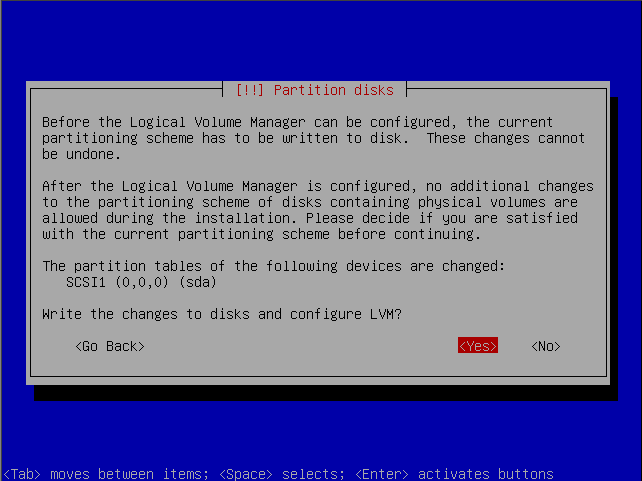 [!!] Partition disks
Before the Logical Volume Manager can be configured, the current
partitioning scheme has to be written to disk.  These changes cannot
be undone.
After the Logical Volume Manager is configured, no additional changes
to the partitioning scheme of disks containing physical volumes are
allowed during the installation. Please decide if you are satisfied
with the current partitioning scheme before continuing.
The partition tables of the following devices are changed:
SCSI1 (0,0,0) (sda)
Write the changes to disks and configure LVM?
<Go Back> <Yes> <No>
<Tab> moves between items; <Space> selects; <Enter> activates buttons